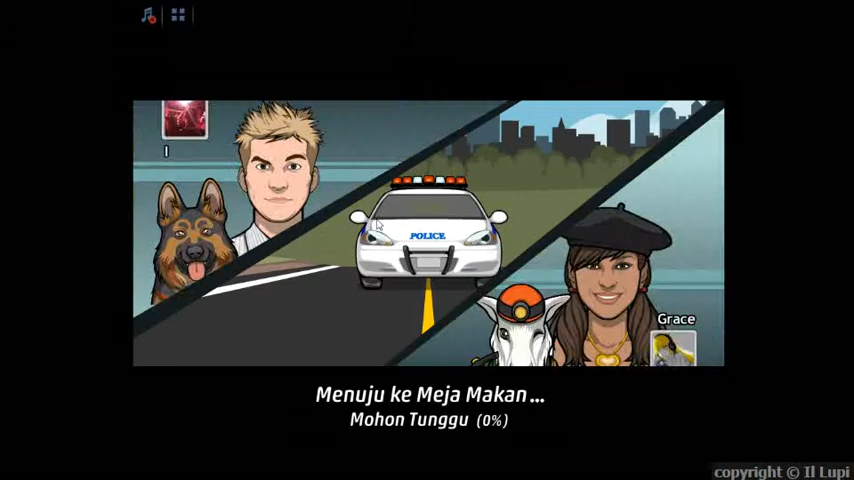 I
POLICE
Grace
Menuju ke Meja Makan ...
Mohon Tunggu (0%)
copyright © Il Lupi